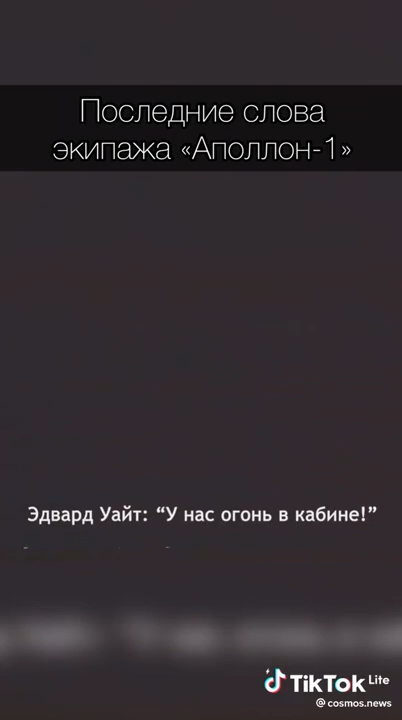 Последние слова
экипажа «Аполлон-1»
Эдвард Уайт: “У нас огонь в кабине!”
TikTok Lite
@cosmos.news